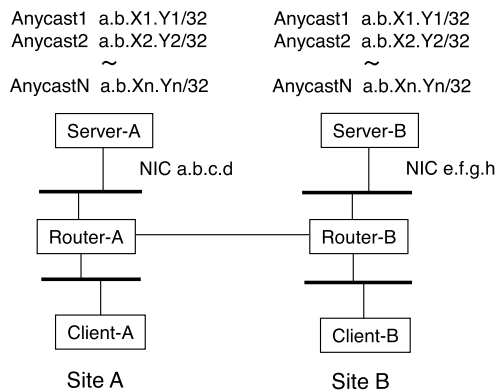 Anycast1 a.b.X1.Y1/32
Anycast2 a.b.X2.Y2/32
~
AnycastN a.b.Xn.Yn/32
Server-A
NIC a.b.c.d
Router-A
Client-A
Site A
Anycast1 a.b.X1.Y1/32
Anycast2 a.b.X2.Y2/32
~
AnycastN a.b.Xn.Yn/32
Server-B
NIC e.f.g.h
Router-B
Client-B
Site B